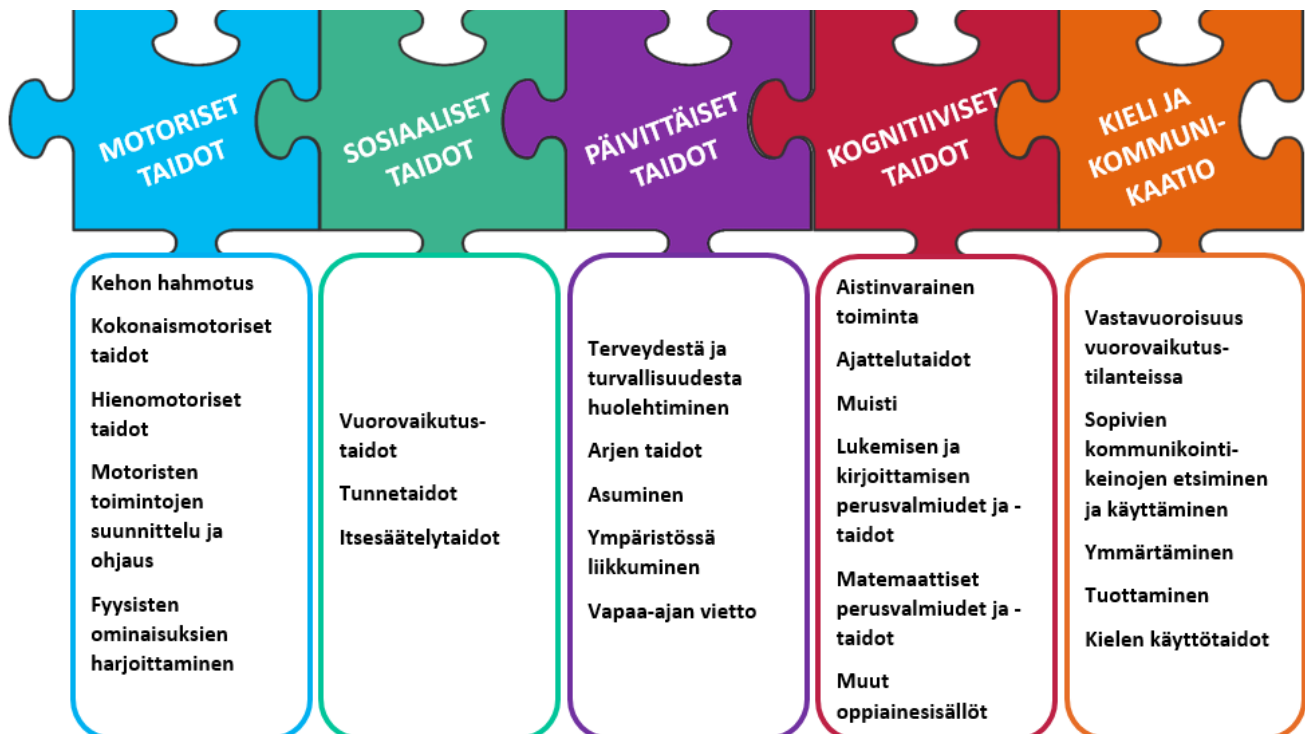 MOTORISET
TAIDOT
SOSIAALISET
TAIDOT
PÄIVITTÄISET
TAIDOT
KOGNITIIVISET
TAIDOT
KIELI JA
KOMMUNI-
KAATIO
Kehon hahmotus
Kokonaismotoriset
taidot
Hienomotoriset
taidot
Motoristen
toimintojen
suunnittelu ja
ohjaus
Fyysisten
ominaisuksien
harjoittaminen
Vuorovaikutus-
taidot
Tunnetaidot
Itsesäätelytaidot
Terveydestä ja
turvallisuudesta
huolehtiminen
Arjen taidot
Asuminen
Ympäristössä
liikkuminen
Vapaa-ajan vietto
Aistinvarainen
toiminta
Ajattelutaidot
Muisti
Lukemisen ja
kirjoittamisen
perusvalmiudet ja -
taidot
Matemaattiset
perusvalmiudet ja -
taidot
Muut
oppiainesisällöt
Vastavuoroisuus
vuorovaikutus-
tilanteissa
Sopivien
kommunikointi-
keinojen etsiminen
ja käyttäminen
Ymmärtäminen
Tuottaminen
Kielen käyttötaidot